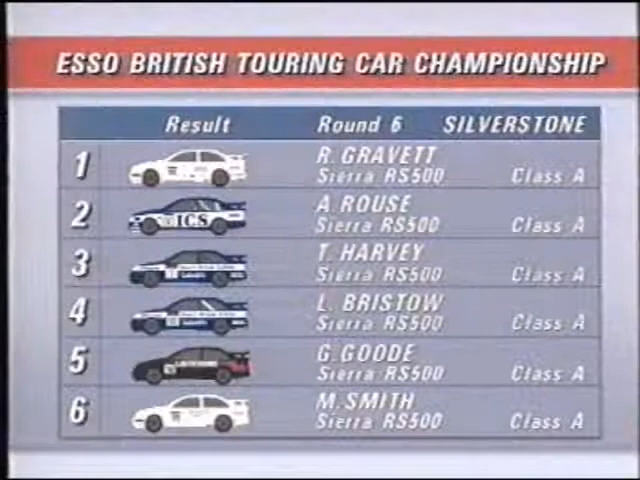 ESSO BRITISH TOURING CAR CHAMPIONSHIP
Result Round 6 SILVERSTONE
1 R. GRAVETT
Sierra RS500 Class A
2 ICS A. ROUSE
Sierra RS500 Class A
3 T. HARVEY
Sierra RS500 Class A
4 L. BRISTOW
Sierra RS500 Class A
5 G. GOODE
Sierra RS500 Class A
6 M. SMITH
Sierra RS500 Class A